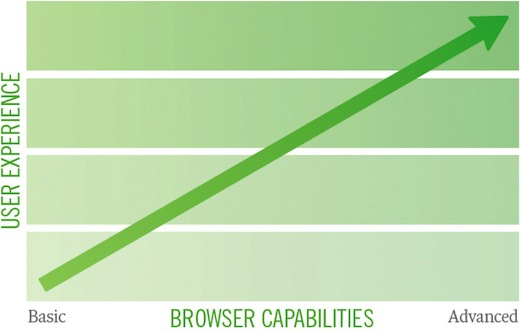 USER EXPERIENCE
Basic
BROWSER CAPABILITIES
Advanced